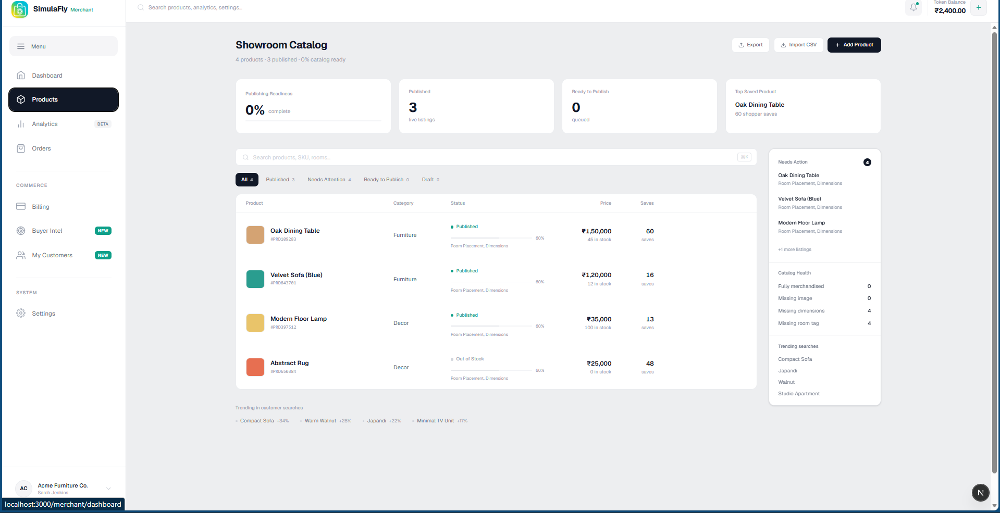 SimulaFly Merchant
Search products, analytics, settings...
Token Balance
₹2,400.00
+
Menu
Dashboard
Products
Analytics BETA
Orders
COMMERCE
Billing
Buyer Intel NEW
My Customers NEW
SYSTEM
Settings
AC
Acme Furniture Co.
Sarah Jenkins
localhost:3000/merchant/dashboard
Showroom Catalog
4 products · 3 published · 0% catalog ready
Export
Import CSV
+ Add Product
Publishing Readiness
0% complete
Published
3
live listings
Ready to Publish
0
queued
Top Saved Product
Oak Dining Table
60 shopper saves
Search products, SKU, rooms... ⌘K
All 4 Published 3 Needs Attention 4 Ready to Publish 0 Draft 0
Product Category Status Price Saves
Oak Dining Table
#PRD109283
Furniture
Published
60%
Room Placement, Dimensions
₹1,50,000
45 in stock
60
saves
Velvet Sofa (Blue)
#PRD843701
Furniture
Published
60%
Room Placement, Dimensions
₹1,20,000
12 in stock
16
saves
Modern Floor Lamp
#PRD397512
Decor
Published
60%
Room Placement, Dimensions
₹35,000
100 in stock
13
saves
Abstract Rug
#PRD650384
Decor
Out of Stock
60%
Room Placement, Dimensions
₹25,000
0 in stock
48
saves
Trending in customer searches
Compact Sofa +34% Warm Walnut +28% Japandi +22% Minimal TV Unit +17%
Needs Action 4
Oak Dining Table
Room Placement, Dimensions
Velvet Sofa (Blue)
Room Placement, Dimensions
Modern Floor Lamp
Room Placement, Dimensions
+1 more listings
Catalog Health
Fully merchandised 0
Missing image 0
Missing dimensions 4
Missing room tag 4
Trending searches
Compact Sofa
Japandi
Walnut
Studio Apartment
N